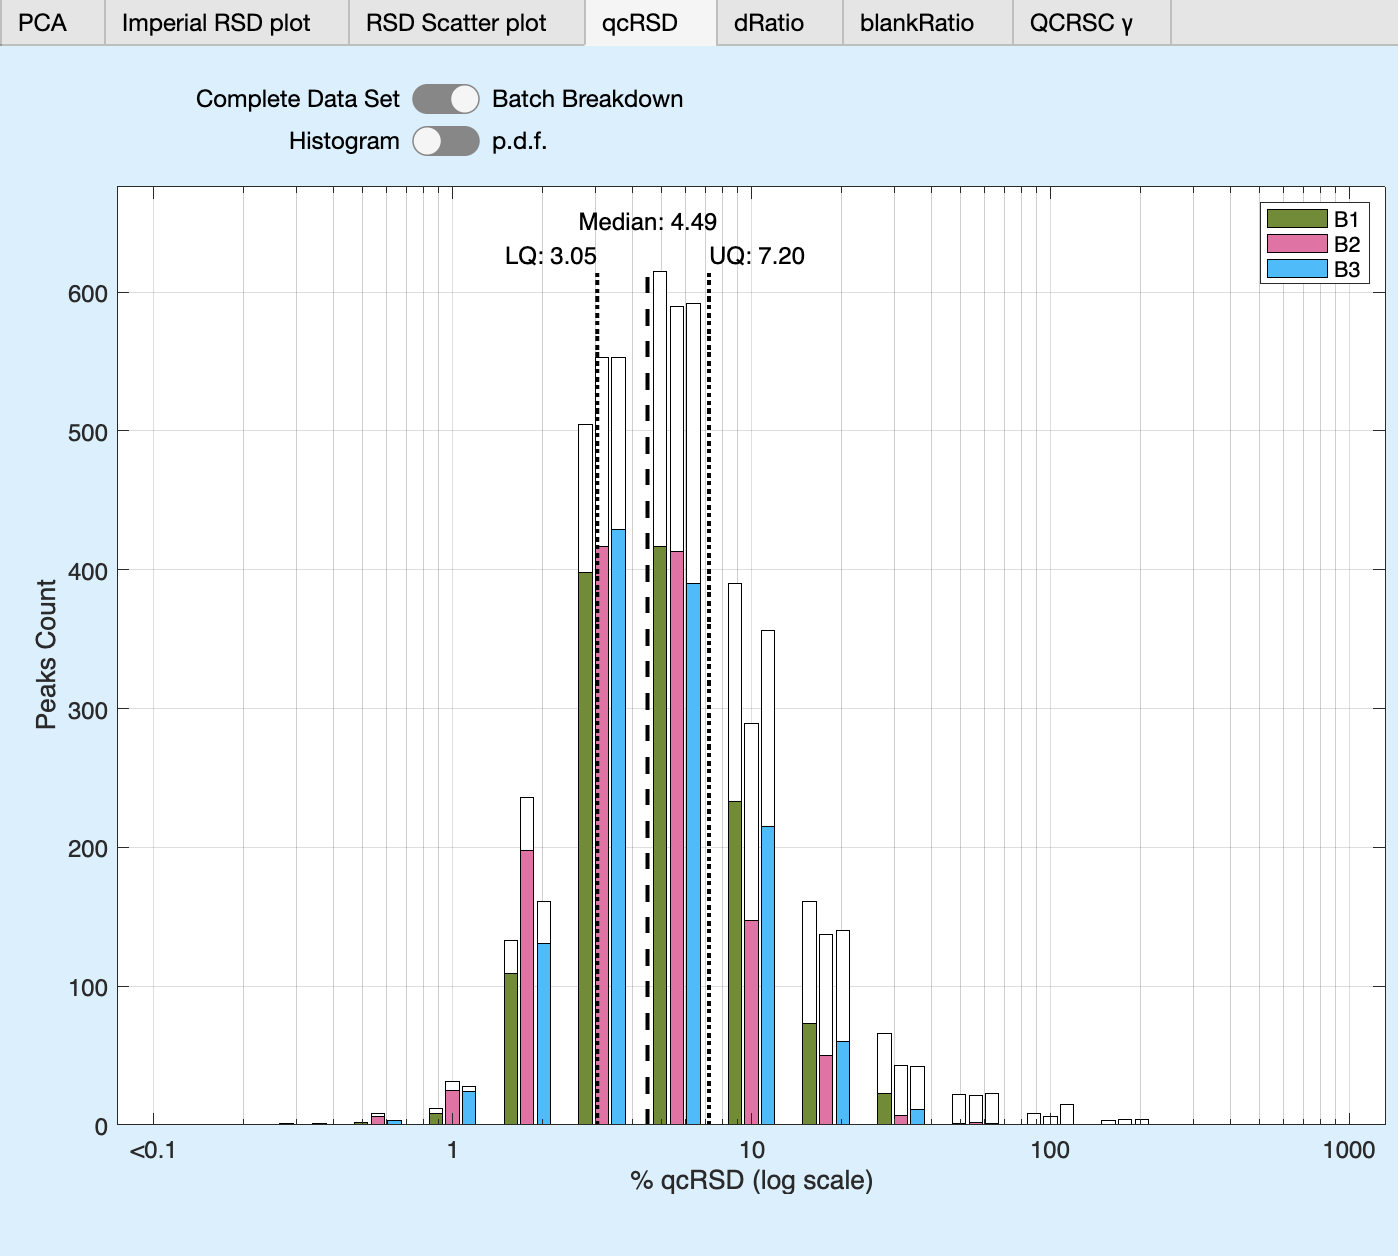 PCA Imperial RSD plot RSD Scatter plot qcRSD dRatio blankRatio QCRSC γ
Complete Data Set Batch Breakdown
Histogram p.d.f.
Median: 4.49
LQ: 3.05 UQ: 7.20
B1
B2
B3
600
500
400
300
200
100
0
Peaks Count
<0.1 1 10 100 1000
% qcRSD (log scale)